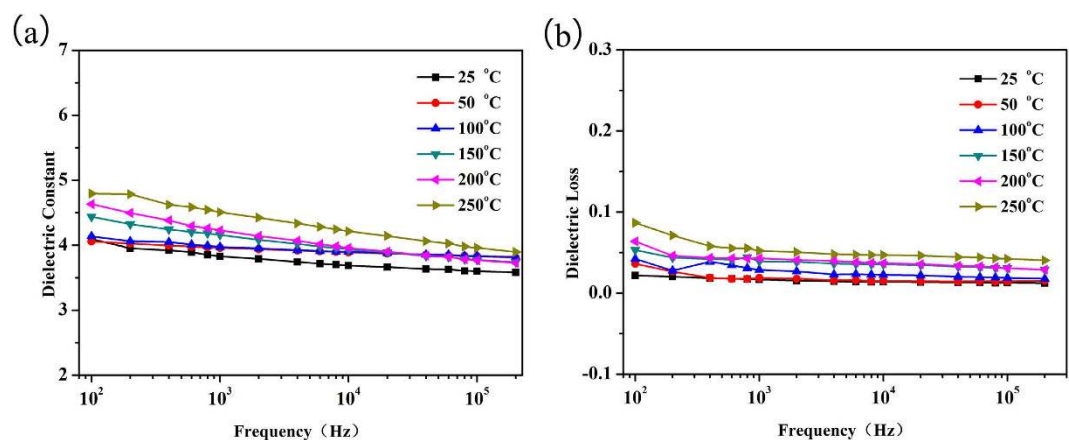 (a)
7
6
5
4
3
2
Dielectric Constant
25 °C
50 °C
100°C
150°C
200°C
250°C
10² 10³ 10⁴ 10⁵
Frequency（Hz）
(b)
0.3
0.2
0.1
0.0
-0.1
Dielectric Loss
25 °C
50 °C
100°C
150°C
200°C
250°C
10² 10³ 10⁴ 10⁵
Frequency（Hz）